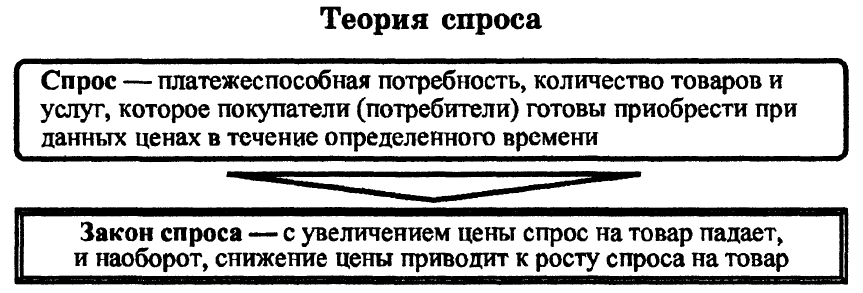 Теория спроса
Спрос — платежеспособная потребность, количество товаров и
услуг, которое покупатели (потребители) готовы приобрести при
данных ценах в течение определенного времени
Закон спроса — с увеличением цены спрос на товар падает,
и наоборот, снижение цены приводит к росту спроса на товар